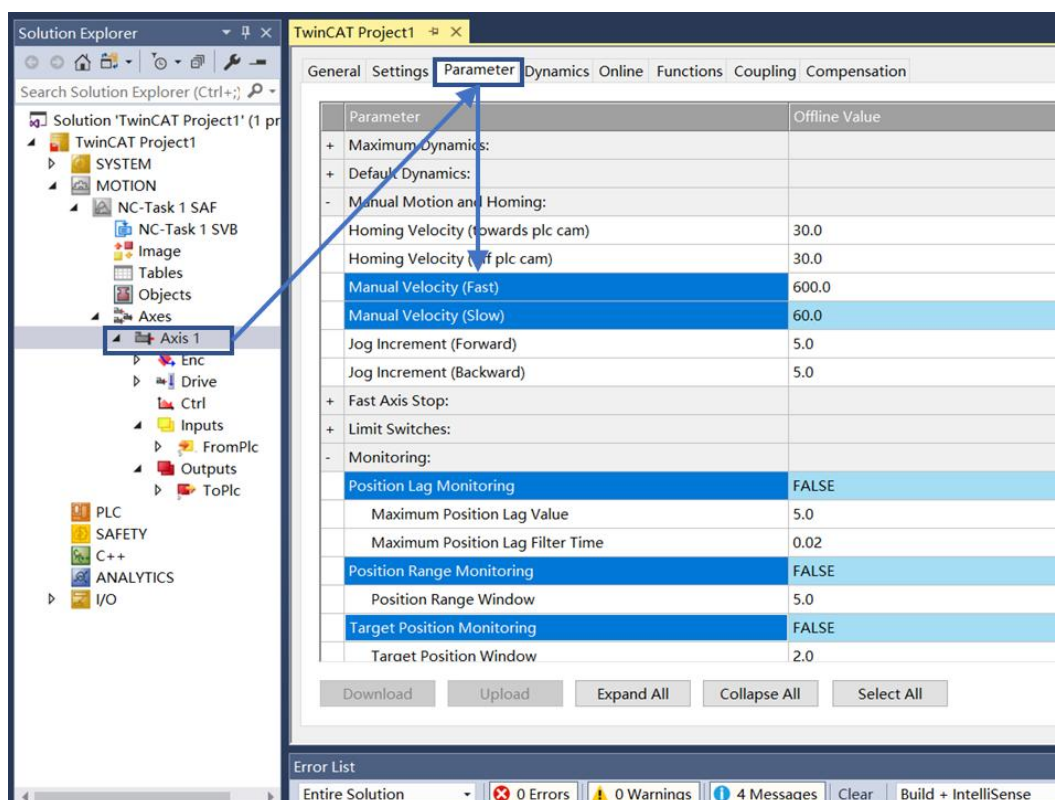 Solution Explorer
Search Solution Explorer (Ctrl+;)
Solution 'TwinCAT Project1' (1 pr
TwinCAT Project1
SYSTEM
MOTION
NC-Task 1 SAF
NC-Task 1 SVB
Image
Tables
Objects
Axes
Axis 1
Enc
Drive
Ctrl
Inputs
FromPlc
Outputs
ToPlc
PLC
SAFETY
C++
ANALYTICS
I/O
TwinCAT Project1
General Settings Parameter Dynamics Online Functions Coupling Compensation
Parameter Offline Value
+ Maximum Dynamics:
+ Default Dynamics:
- Manual Motion and Homing:
Homing Velocity (towards plc cam) 30.0
Homing Velocity (off plc cam) 30.0
Manual Velocity (Fast) 600.0
Manual Velocity (Slow) 60.0
Jog Increment (Forward) 5.0
Jog Increment (Backward) 5.0
+ Fast Axis Stop:
+ Limit Switches:
- Monitoring:
Position Lag Monitoring FALSE
Maximum Position Lag Value 5.0
Maximum Position Lag Filter Time 0.02
Position Range Monitoring FALSE
Position Range Window 5.0
Target Position Monitoring FALSE
Target Position Window 2.0
Download Upload Expand All Collapse All Select All
Error List
Entire Solution 0 Errors 0 Warnings 4 Messages Clear Build + IntelliSense